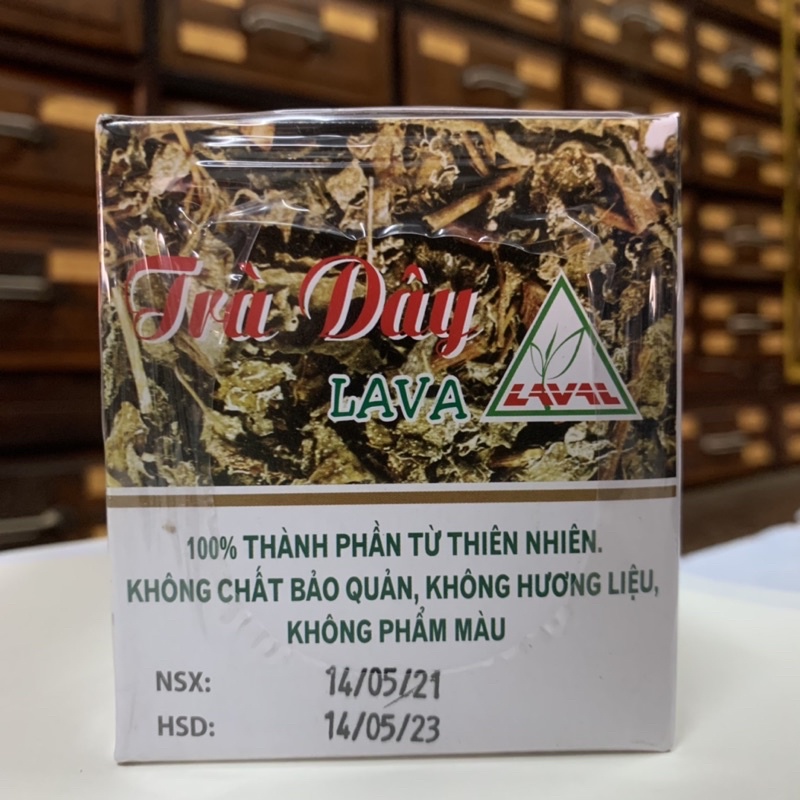 Trà Dây
LAVA
LAVAL
100% THÀNH PHẦN TỪ THIÊN NHIÊN.
KHÔNG CHẤT BẢO QUẢN, KHÔNG HƯƠNG LIỆU,
KHÔNG PHẨM MÀU
NSX: 14/05/21
HSD: 14/05/23